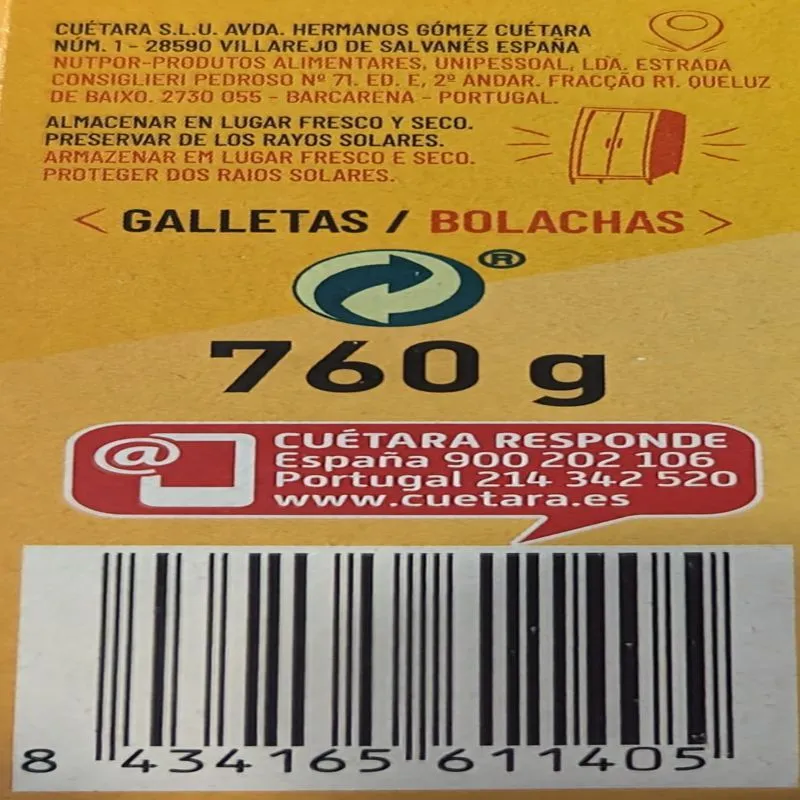 CUÉTARA S.L.U. AVDA. HERMANOS GÓMEZ CUÉTARA
NÚM. 1 - 28590 VILLAREJO DE SALVANÉS ESPAÑA
NUTPOR-PRODUTOS ALIMENTARES, UNIPESSOAL, LDA. ESTRADA
CONSIGLIERI PEDROSO Nº 71. ED. E, 2º ANDAR. FRACÇÃO R1. QUELUZ
DE BAIXO. 2730 055 - BARCARENA - PORTUGAL.
ALMACENAR EN LUGAR FRESCO Y SECO.
PRESERVAR DE LOS RAYOS SOLARES.
ARMAZENAR EM LUGAR FRESCO E SECO.
PROTEGER DOS RAIOS SOLARES.
< GALLETAS / BOLACHAS >
®
760 g
@ CUÉTARA RESPONDE
España 900 202 106
Portugal 214 342 520
www.cuetara.es
8 434165 611405